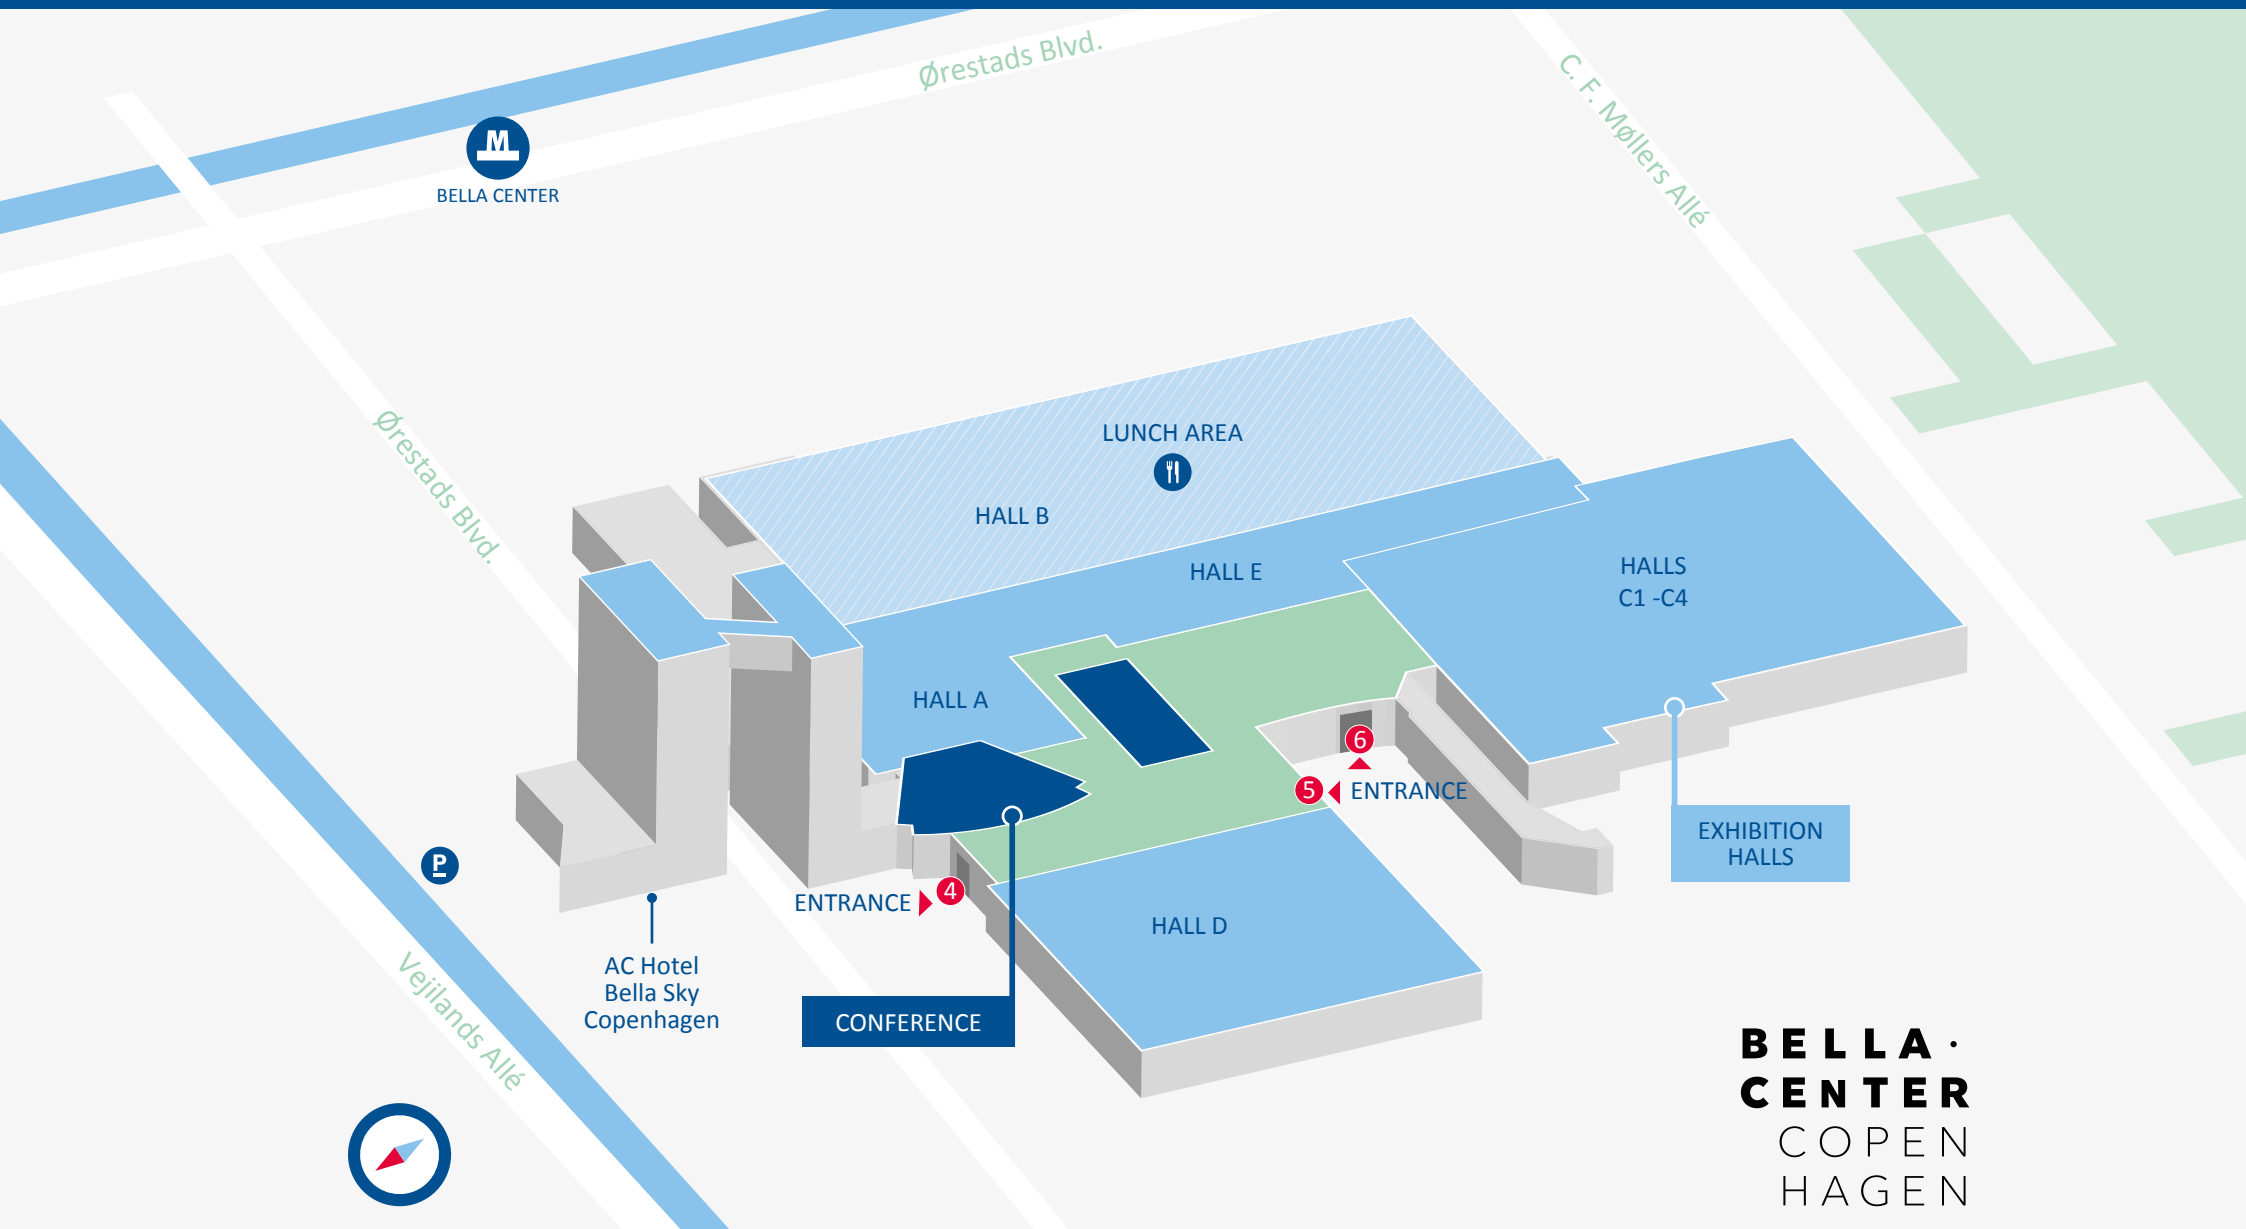 Ørestads Blvd.
C. F. Møllers Allé
M
BELLA CENTER
Ørestads Blvd.
LUNCH AREA
HALL B
HALL E
HALLS
C1 -C4
HALL A
6
5
ENTRANCE
EXHIBITION
HALLS
P
ENTRANCE
4
HALL D
AC Hotel
Bella Sky
Copenhagen
CONFERENCE
Vejilands Allé
BELLA·
CENTER
COPEN
HAGEN